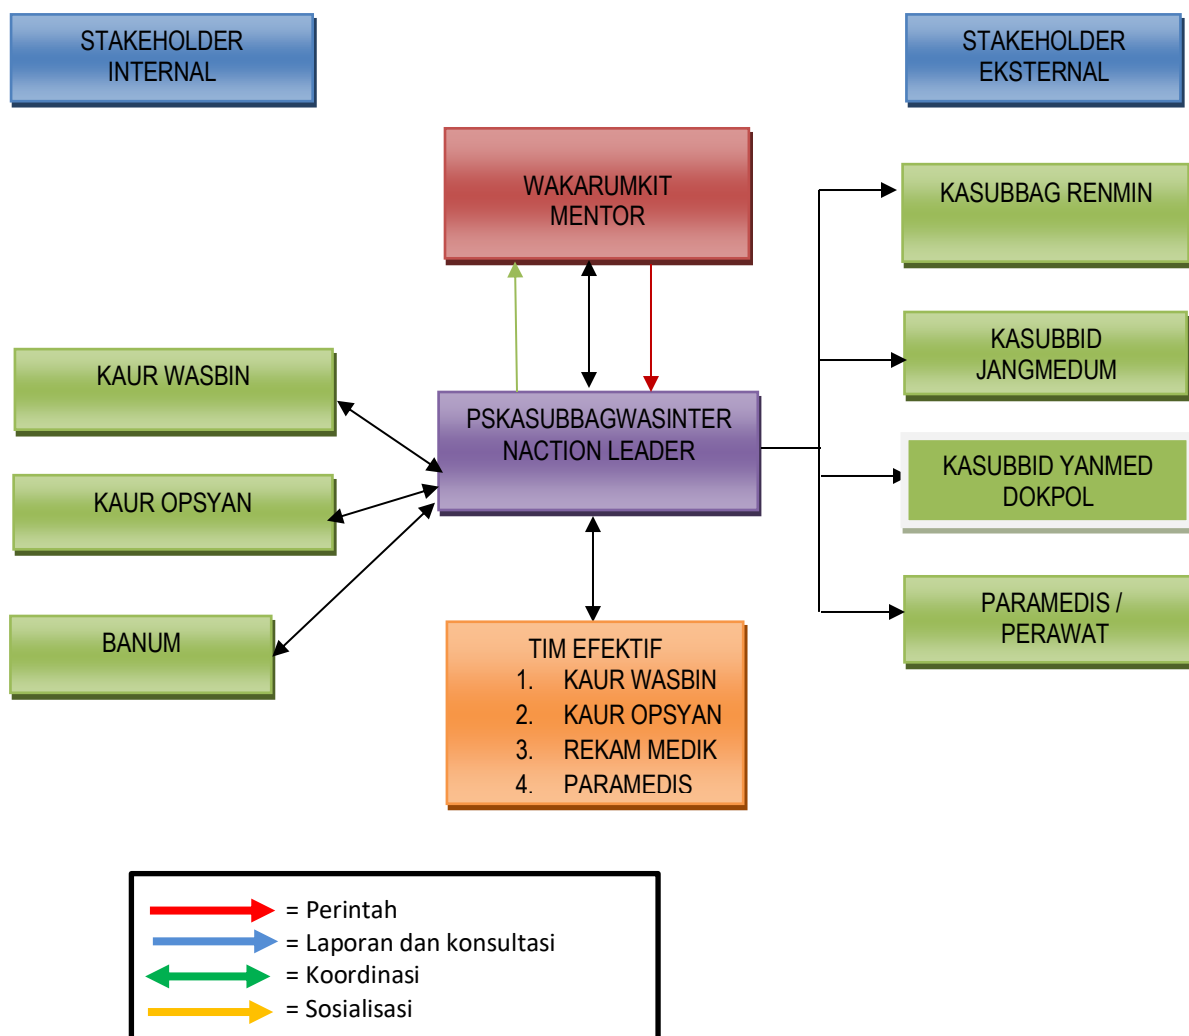 STAKEHOLDER
INTERNAL
STAKEHOLDER
EKSTERNAL
WAKARUMKIT
MENTOR
KASUBBAG RENMIN
KASUBBID
JANGMEDUM
KAUR WASBIN
PSKASUBBAGWASINTER
NACTION LEADER
KASUBBID YANMED
DOKPOL
KAUR OPSYAN
PARAMEDIS /
PERAWAT
BANUM
TIM EFEKTIF
1. KAUR WASBIN
2. KAUR OPSYAN
3. REKAM MEDIK
4. PARAMEDIS
= Perintah
= Laporan dan konsultasi
= Koordinasi
= Sosialisasi